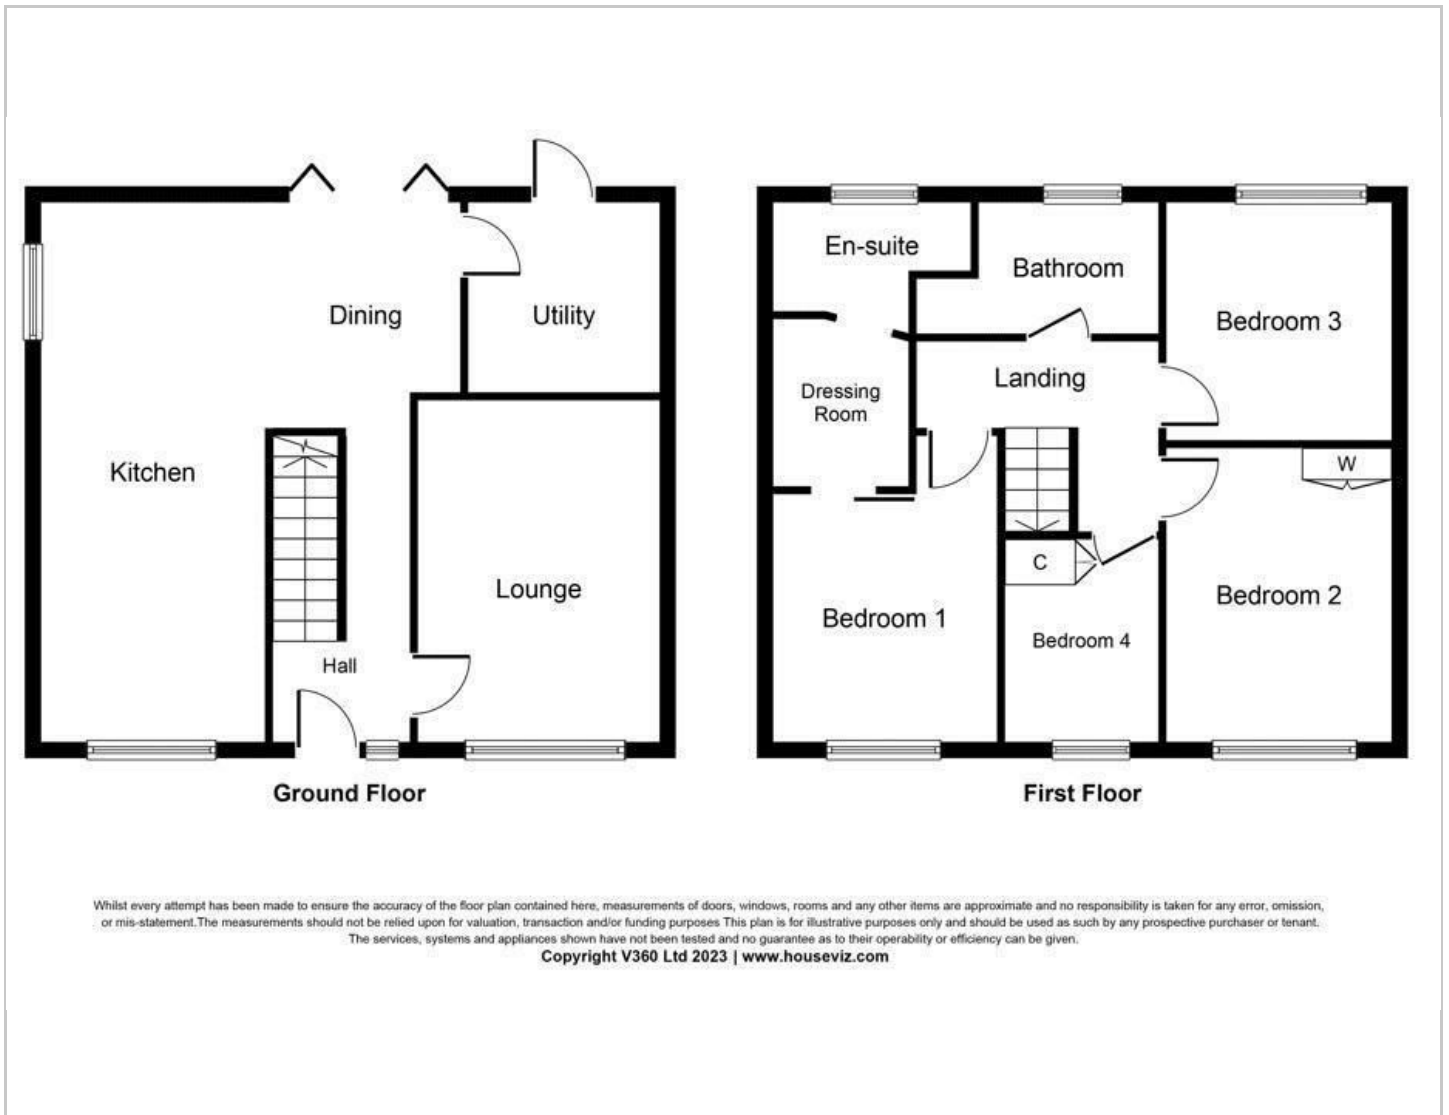 Dining
Utility
Kitchen
Lounge
Hall
Ground Floor
En-suite
Bathroom
Bedroom 3
Landing
Dressing
Room
W
C
Bedroom 2
Bedroom 1
Bedroom 4
First Floor
Whilst every attempt has been made to ensure the accuracy of the floor plan contained here, measurements of doors, windows, rooms and any other items are approximate and no responsibility is taken for any error, omission,
or mis-statement.The measurements should not be relied upon for valuation, transaction and/or funding purposes This plan is for illustrative purposes only and should be used as such by any prospective purchaser or tenant.
The services, systems and appliances shown have not been tested and no guarantee as to their operability or efficiency can be given.
Copyright V360 Ltd 2023 | www.houseviz.com